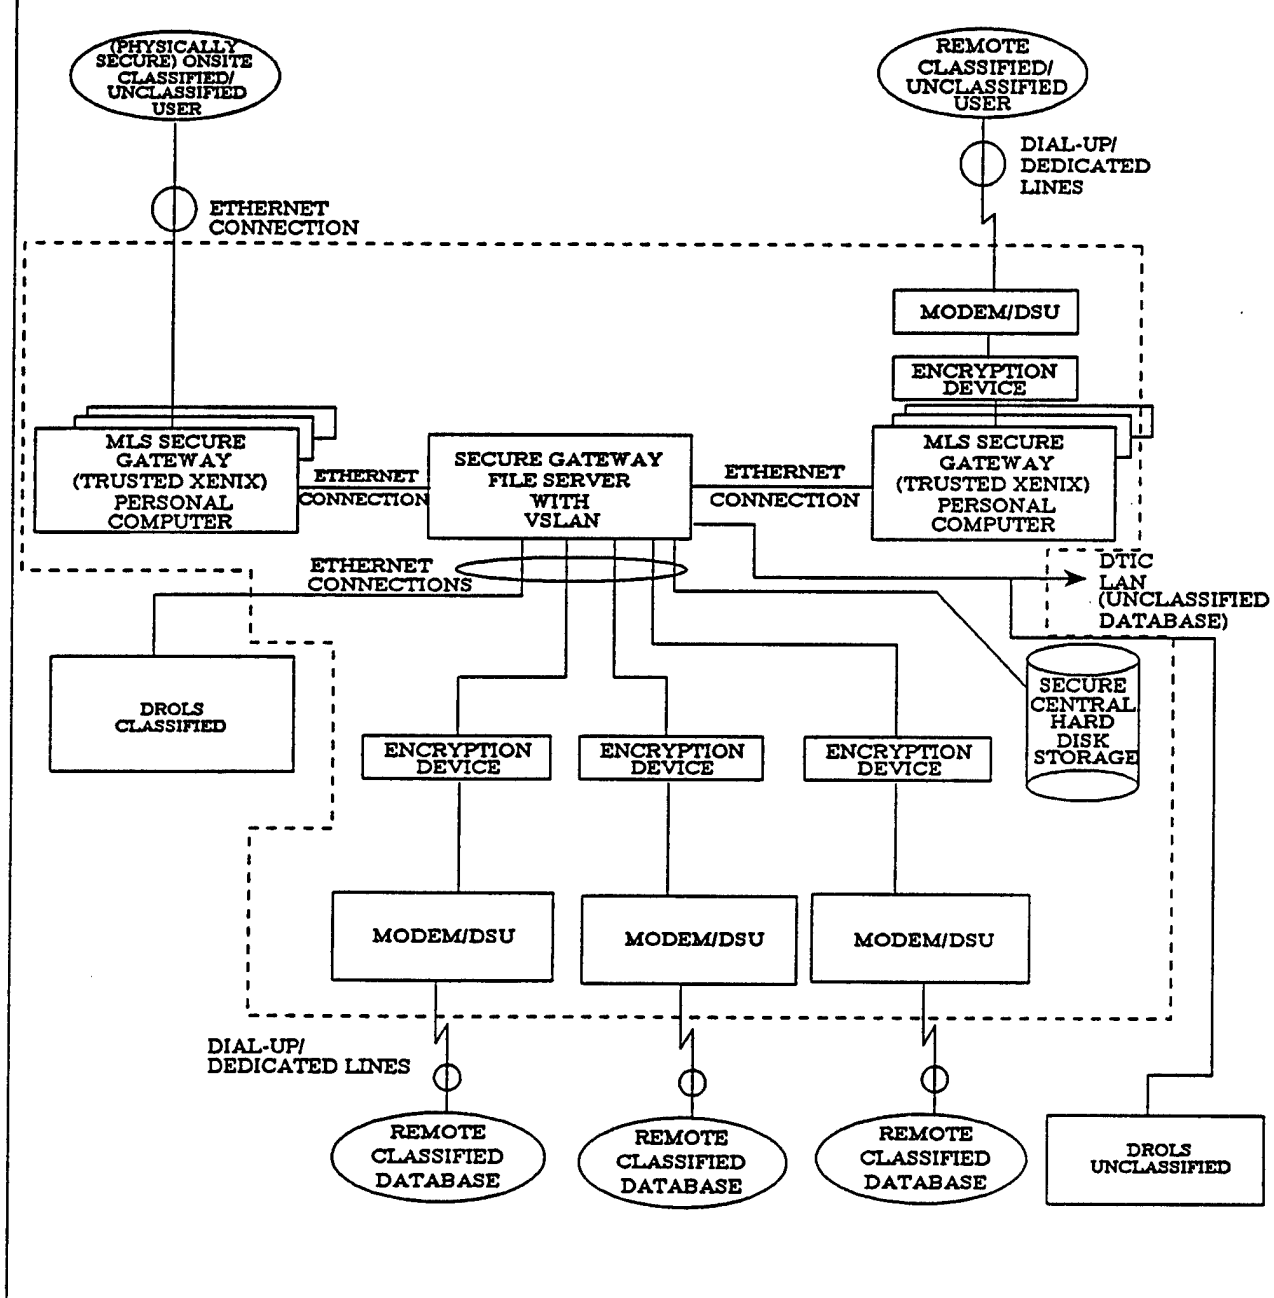 (PHYSICALLY
SECURE) ONSITE
CLASSIFIED/
UNCLASSIFIED
USER
REMOTE
CLASSIFIED/
UNCLASSIFIED
USER
DIAL-UP/
DEDICATED
LINES
ETHERNET
CONNECTION
MODEM/DSU
ENCRYPTION
DEVICE
MLS SECURE
GATEWAY
(TRUSTED XENIX)
PERSONAL
COMPUTER
ETHERNET
CONNECTION
SECURE GATEWAY
FILE SERVER
WITH
VSLAN
ETHERNET
CONNECTION
MLS SECURE
GATEWAY
(TRUSTED XENIX)
PERSONAL
COMPUTER
ETHERNET
CONNECTIONS
DTIC
LAN
(UNCLASSIFIED
DATABASE)
DROLS
CLASSIFIED
SECURE
CENTRAL
HARD
DISK
STORAGE
ENCRYPTION
DEVICE
ENCRYPTION
DEVICE
ENCRYPTION
DEVICE
MODEM/DSU
MODEM/DSU
MODEM/DSU
DIAL-UP/
DEDICATED LINES
REMOTE
CLASSIFIED
DATABASE
REMOTE
CLASSIFIED
DATABASE
REMOTE
CLASSIFIED
DATABASE
DROLS
UNCLASSIFIED